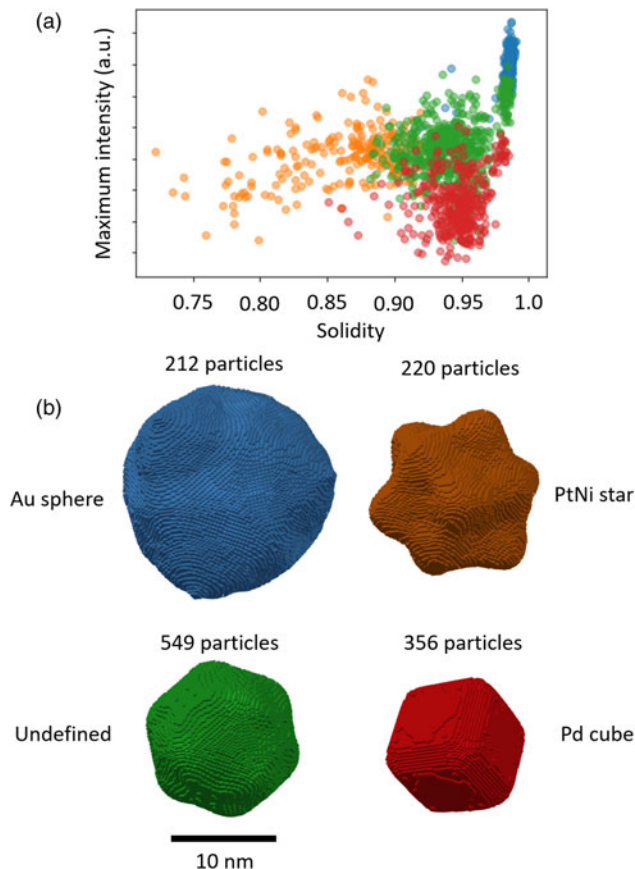 (a)
Maximum intensity (a.u.)
0.75 0.80 0.85 0.90 0.95 1.0
Solidity
212 particles 220 particles
(b)
Au sphere PtNi star
549 particles 356 particles
Undefined Pd cube
10 nm